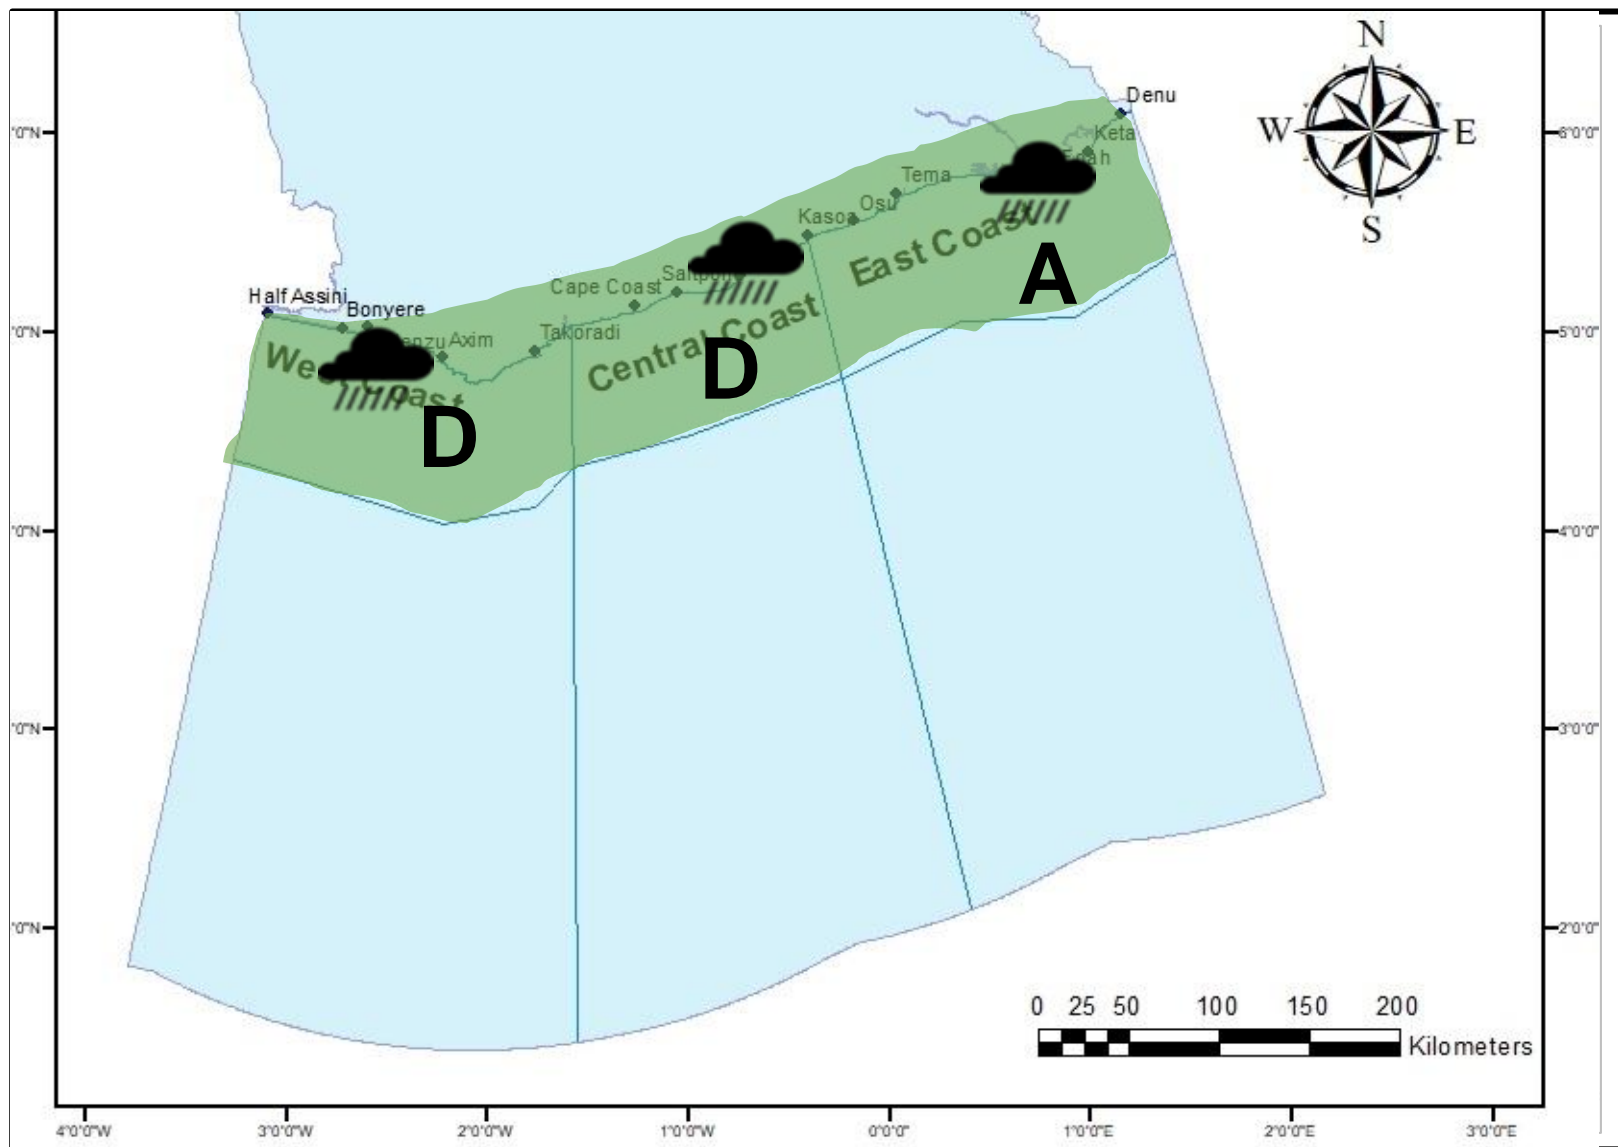 N
W
E
S
Denu
Keta
Tema
Osu
Kasoa
East Coast
A
Cape Coast
Half Assini
Bonyere
Axim
Takoradi
Central Coast
D
D
0 25 50 100 150 200
Kilometers
6°0'0"
5°0'0"
4°0'0"
3°0'0"
2°0'0"
4°0'0"W 3°0'0"W 2°0'0"W 1°0'0"W 0°0'0" 1°0'0"E 2°0'0"E 3°0'0"E